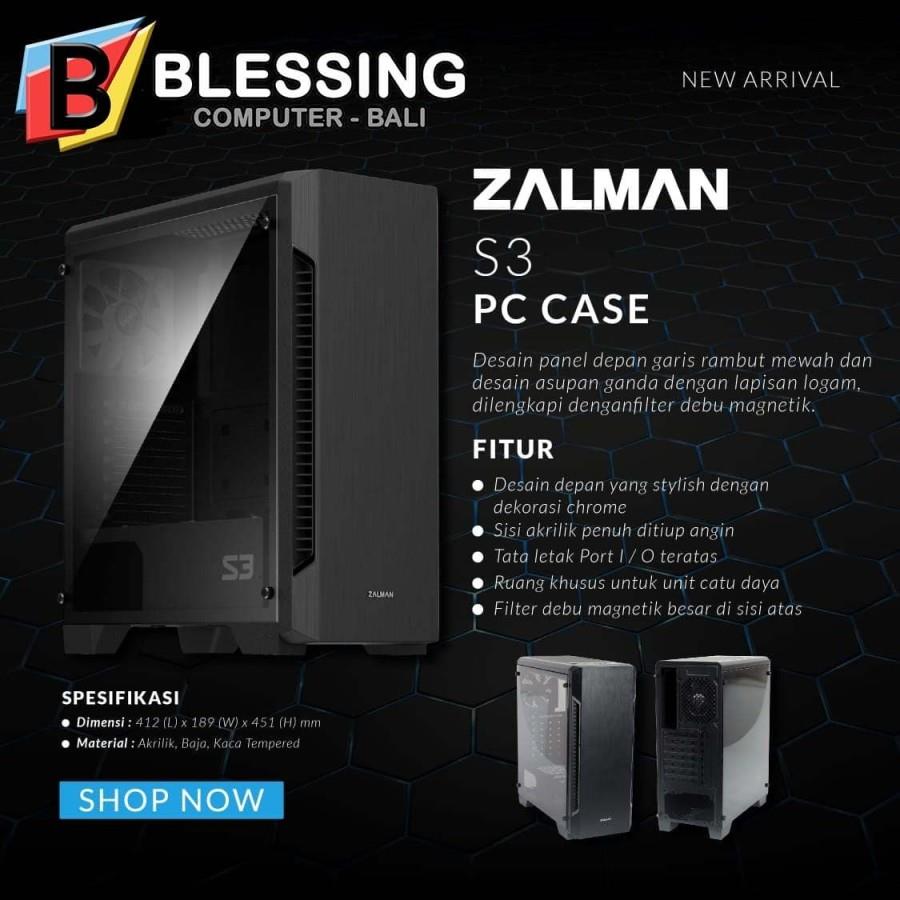 B BLESSING
COMPUTER - BALI
NEW ARRIVAL
ZALMAN
S3
PC CASE
Desain panel depan garis rambut mewah dan
desain asupan ganda dengan lapisan logam,
dilengkapi denganfilter debu magnetik.
FITUR
● Desain depan yang stylish dengan
dekorasi chrome
● Sisi akrilik penuh ditiup angin
● Tata letak Port I / O teratas
● Ruang khusus untuk unit catu daya
● Filter debu magnetik besar di sisi atas
S3
ZALMAN
SPESIFIKASI
● Dimensi : 412 (L) x 189 (W) x 451 (H) mm
● Material : Akrilik, Baja, Kaca Tempered
SHOP NOW